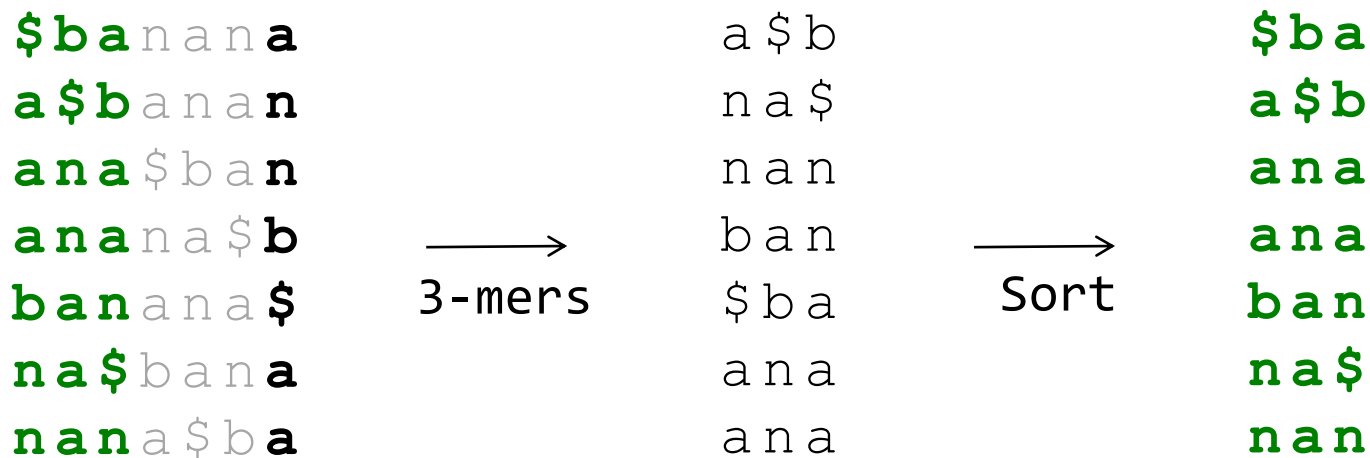 $banana a$b $ba
a$banan na$ a$b
ana$ban nan ana
anana$b ban ana
banana$ $ba ban
3-mers Sort
na$bana ana na$
nana$ba ana nan